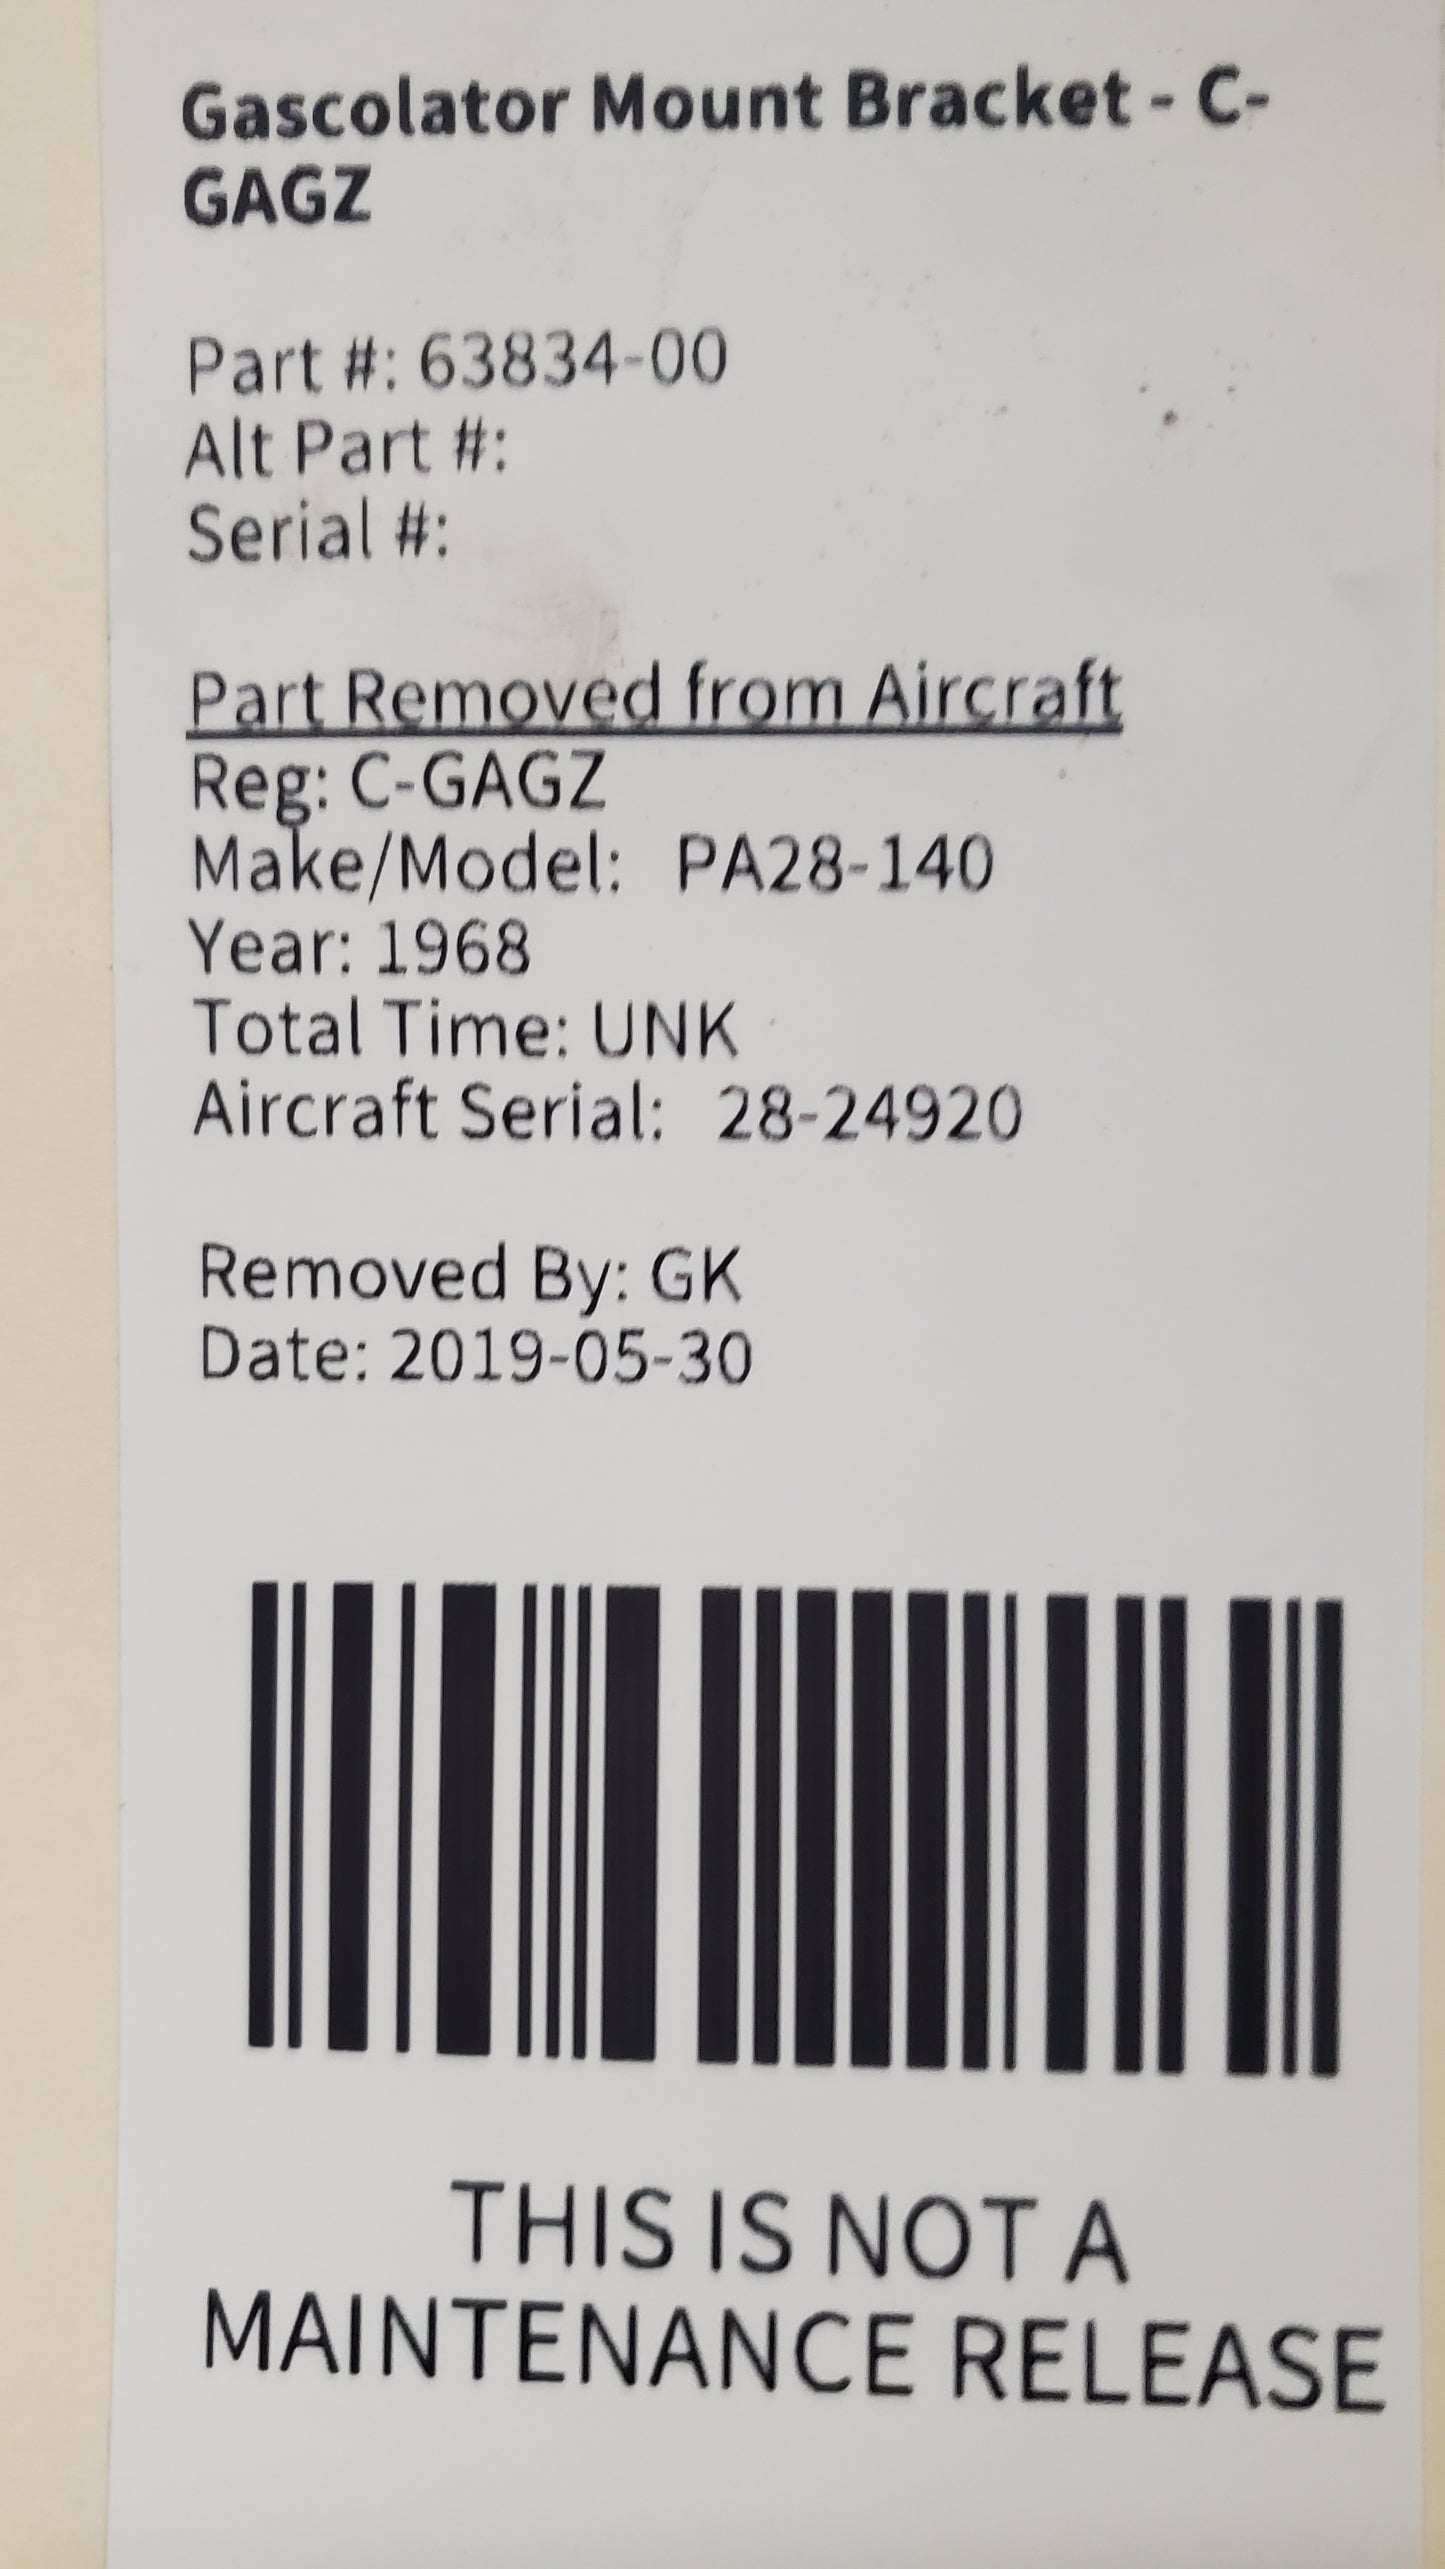 Gascolator Mount Bracket - C-
GAGZ
Part #: 63834-00
Alt Part #:
Serial #:
Part Removed from Aircraft
Reg: C-GAGZ
Make/Model: PA28-140
Year: 1968
Total Time: UNK
Aircraft Serial: 28-24920
Removed By: GK
Date: 2019-05-30
THIS IS NOT A
MAINTENANCE RELEASE